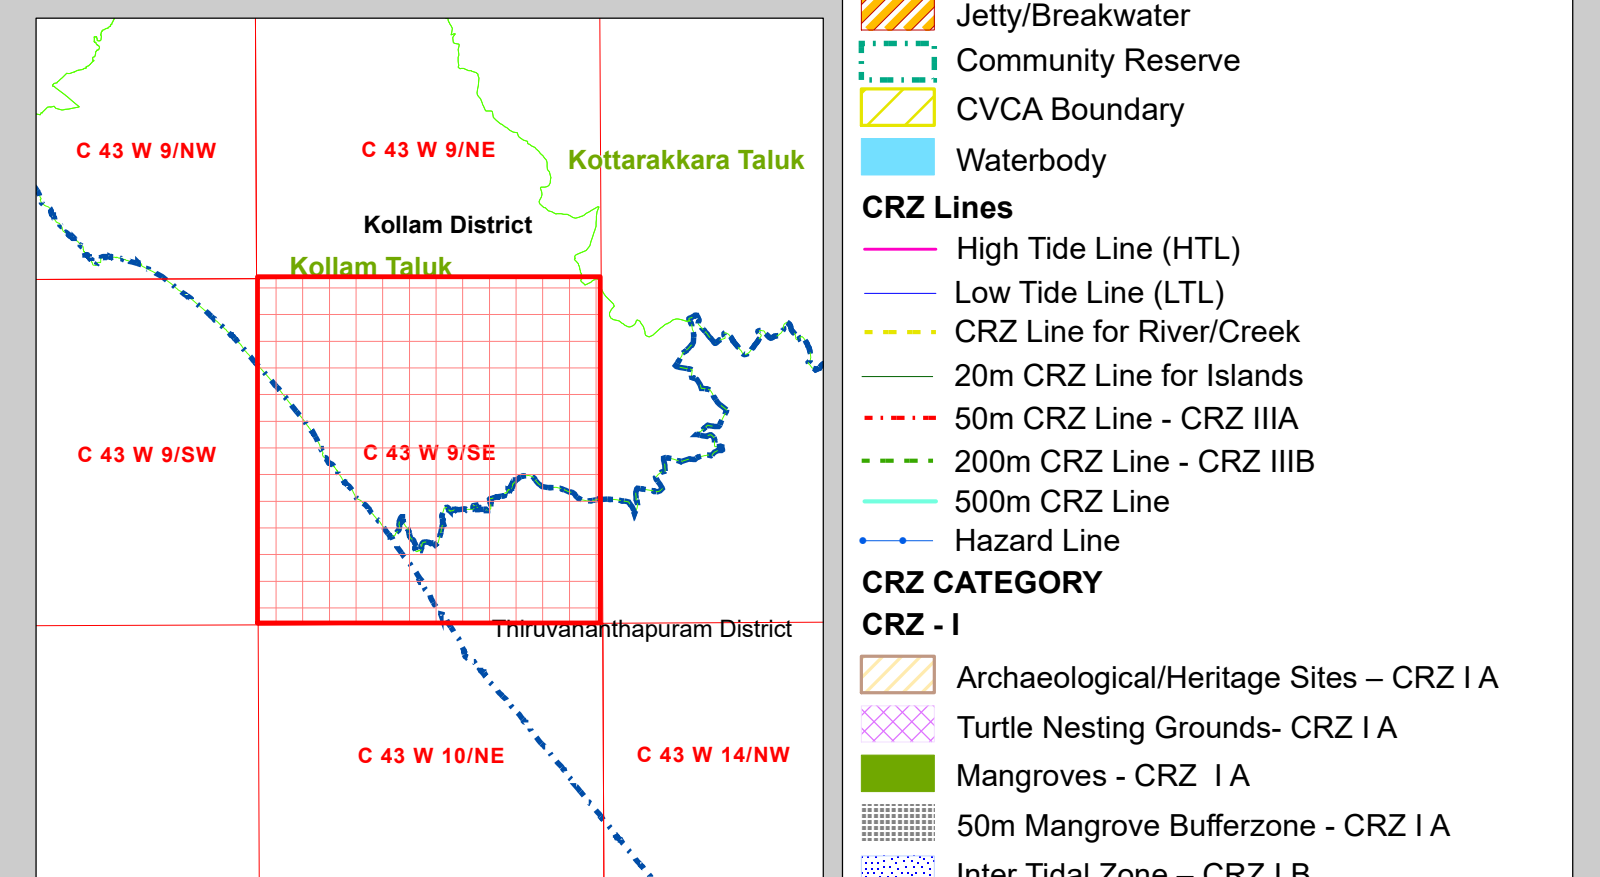 C 43 W 9/NW
C 43 W 9/NE
Kottarakkara Taluk
Kollam District
Kollam Taluk
C 43 W 9/SW
C 43 W 9/SE
Thiruvananthapuram District
C 43 W 10/NE
C 43 W 14/NW
Jetty/Breakwater
Community Reserve
CVCA Boundary
Waterbody
CRZ Lines
High Tide Line (HTL)
Low Tide Line (LTL)
CRZ Line for River/Creek
20m CRZ Line for Islands
50m CRZ Line - CRZ IIIA
200m CRZ Line - CRZ IIIB
500m CRZ Line
Hazard Line
CRZ CATEGORY
CRZ - I
Archaeological/Heritage Sites – CRZ I A
Turtle Nesting Grounds- CRZ I A
Mangroves - CRZ I A
50m Mangrove Bufferzone - CRZ I A
Inter Tidal Zone – CRZ I B